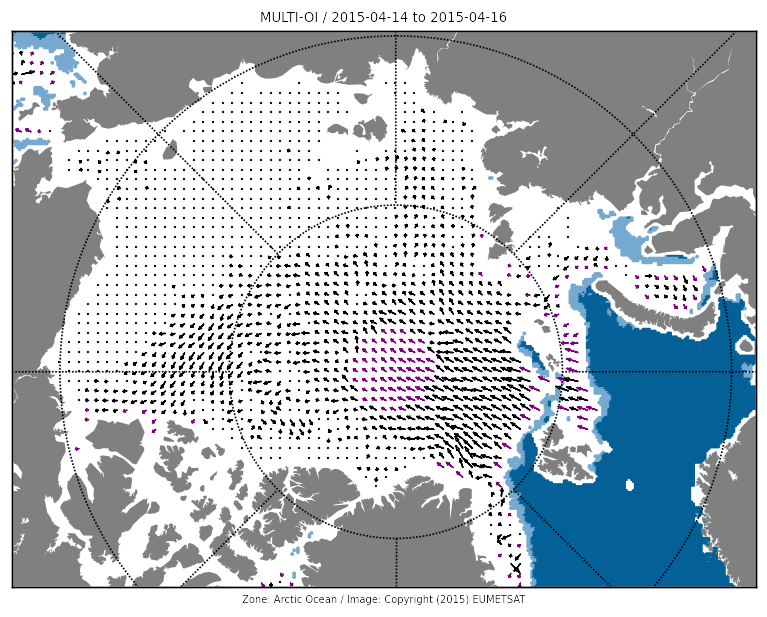 MULTI-OI / 2015-04-14 to 2015-04-16
Zone: Arctic Ocean / Image: Copyright (2015) EUMETSAT